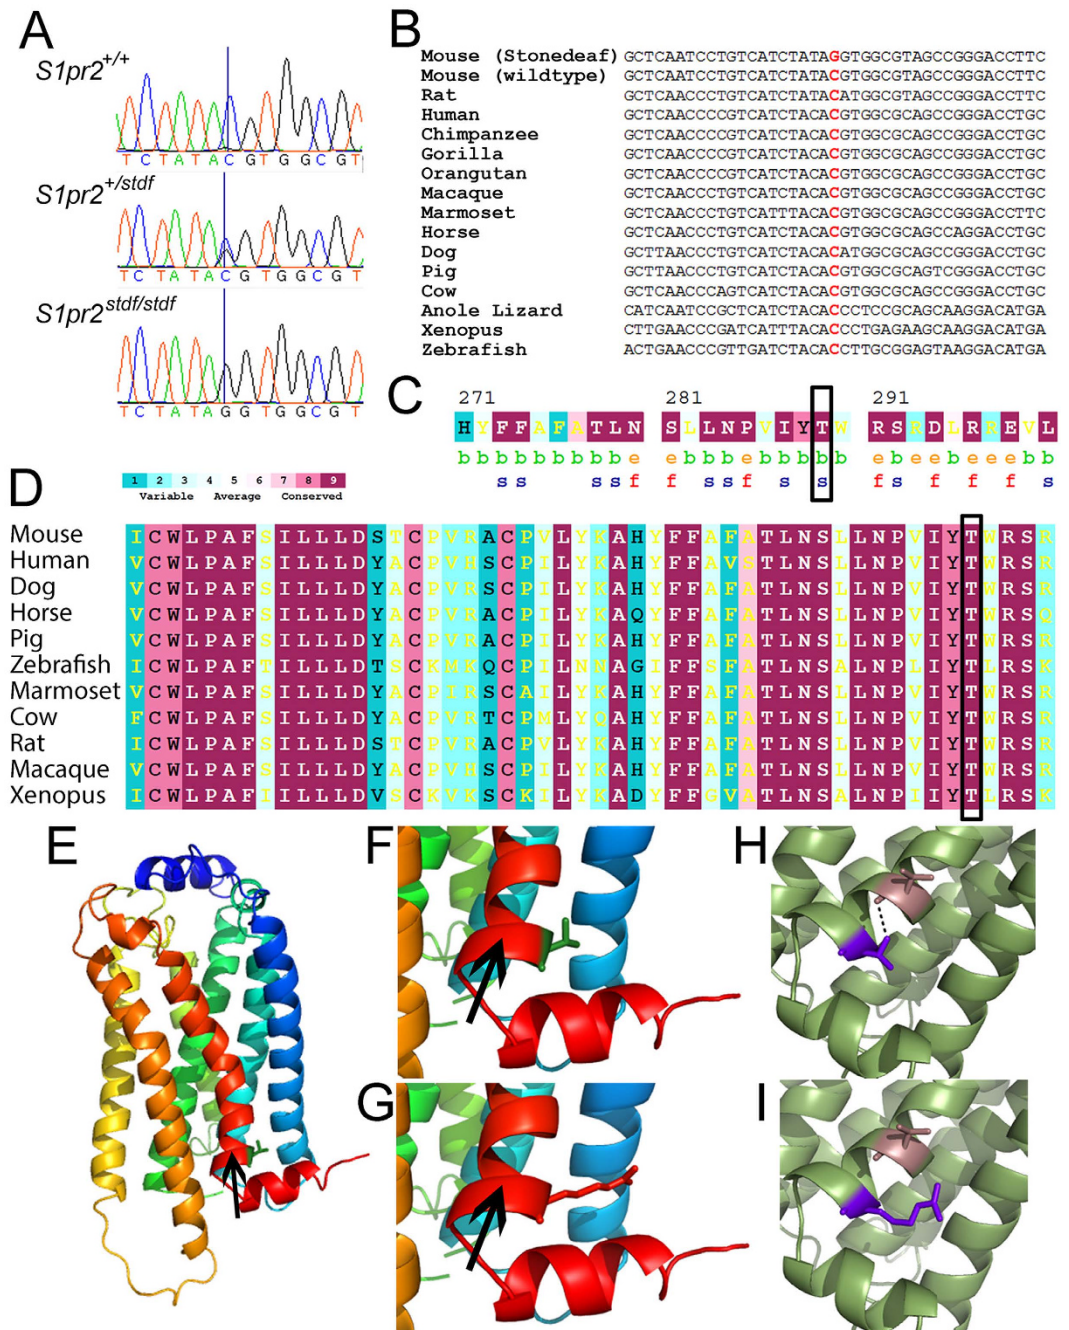 A
S1pr2+/+
T C T A T A C G T G G C G T
S1pr2+/stdf
T C T A T A C G T G G C G T
S1pr2stdf/stdf
T C T A T A G G T G G C G T
B
Mouse (Stonedeaf) GCTCAATCCTGTCATCTATAGGTGGCGTAGCCGGGACCTTC
Mouse (wildtype) GCTCAATCCTGTCATCTATACGTGGCGTAGCCGGGACCTTC
Rat GCTCAACCCTGTCATCTATACATGGCGTAGCCGGGACCTTC
Human GCTCAACCCCGTCATCTACACGTGGCGCAGCCGGGACCTGC
Chimpanzee GCTCAACCCCGTCATCTACACGTGGCGCAGCCGGGACCTGC
Gorilla GCTCAACCCCGTCATCTACACGTGGCGCAGCCGGGACCTGC
Orangutan GCTCAACCCCGTCATCTACACGTGGCGCAGCCGGGACCTGC
Macaque GCTCAACCCTGTCATCTACACGTGGCGCAGCCGGGACCTGC
Marmoset GCTCAACCCTGTCATTTACACGTGGCGCAGCCGGGACCTTC
Horse GCTCAACCCTGTCATCTACACGTGGCGCAGCCAGGACCTGC
Dog GCTTAACCCTGTCATCTACACATGGCGCAGCCGGGACCTGC
Pig GCTTAACCCTGTCATCTACACGTGGCGCAGTCGGGACCTGC
Cow GCTCAACCCAGTCATCTACACGTGGCGCAGCCGGGACCTGC
Anole Lizard CATCAATCCGCTCATCTACACCCTCCGCAGCAAGGACATGA
Xenopus CTTGAACCCGATCATTTACACCCTGAGAAGCAAGGACATGA
Zebrafish ACTGAACCCGTTGATCTACACCTTGCGGAGTAAGGACATGA
C
271 281 291
H Y F F A F A T L N S L L N P V I Y T W R S R D L R R E V L
b b b b b b b b b e e b b b e b b b b b e b e e b e e e b b
s s s s f f s s f s f s f f f s
D
1 2 3 4 5 6 7 8 9
Variable Average Conserved
Mouse I C W L P A F S I L L L D S T C P V R A C P V L Y K A H Y F F A F A T L N S L L N P V I Y T W R S R
Human V C W L P A F S I L L L D Y A C P V H S C P I L Y K A H Y F F A V S T L N S L L N P V I Y T W R S R
Dog V C W L P A F S I L L L D Y A C P V R S C P I L Y K A H Y F F A F A T L N S L L N P V I Y T W R S R
Horse V C W L P A F S I L L L D Y A C P V R A C P I L Y K A Q Y F F A F A T L N S L L N P V I Y T W R S Q
Pig V C W L P A F S I L L L D Y A C P V R A C P I L Y K A H Y F F A F A T L N S L L N P V I Y T W R S R
Zebrafish I C W L P A F T I L L L D T S C K M K Q C P I L N N A G I F F S F A T L N S A L N P L I Y T L R S K
Marmoset V C W L P A F S I L L L D Y A C P I R S C A I L Y K A H Y F F A F A T L N S L L N P V I Y T W R S R
Cow F C W L P A F S I L L L D Y A C P V R T C P M L Y Q A H Y F F A F A T L N S L L N P V I Y T W R S R
Rat I C W L P A F S I L L L D S T C P V R A C P V L Y K A H Y F F A F A T L N S L L N P V I Y T W R S R
Macaque V C W L P A F S I L L L D Y A C P V H S C P I L Y K A H Y F F A F A T L N S L L N P V I Y T W R S R
Xenopus I C W L P A F I I L L L D V S C K V K S C K I L Y K A D Y F F G V A T L N S A L N P I I Y T L R S K
E
F
H
G
I